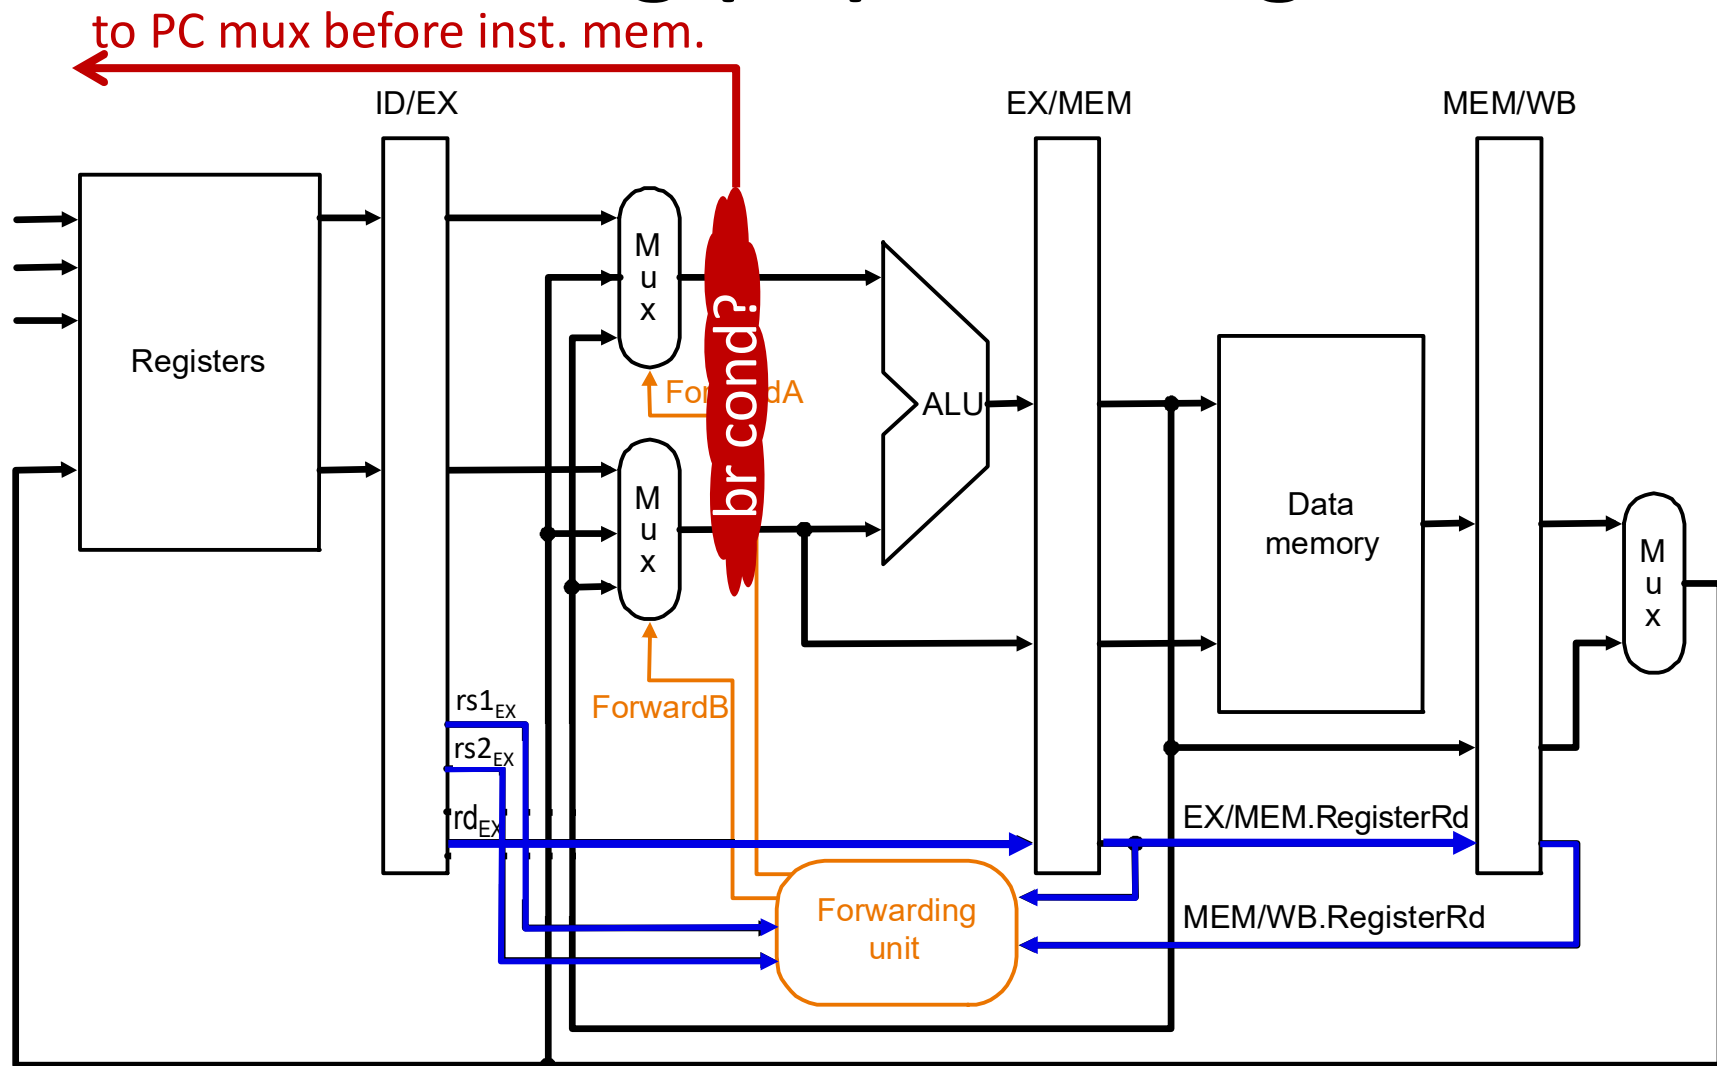 to PC mux before inst. mem.
ID/EX
EX/MEM
MEM/WB
Registers
M
u
x
br cond?
M
u
x
ALU
Data
memory
M
u
x
ForwardB
rs1EX
rs2EX
rdEX
EX/MEM.RegisterRd
MEM/WB.RegisterRd
Forwarding
unit